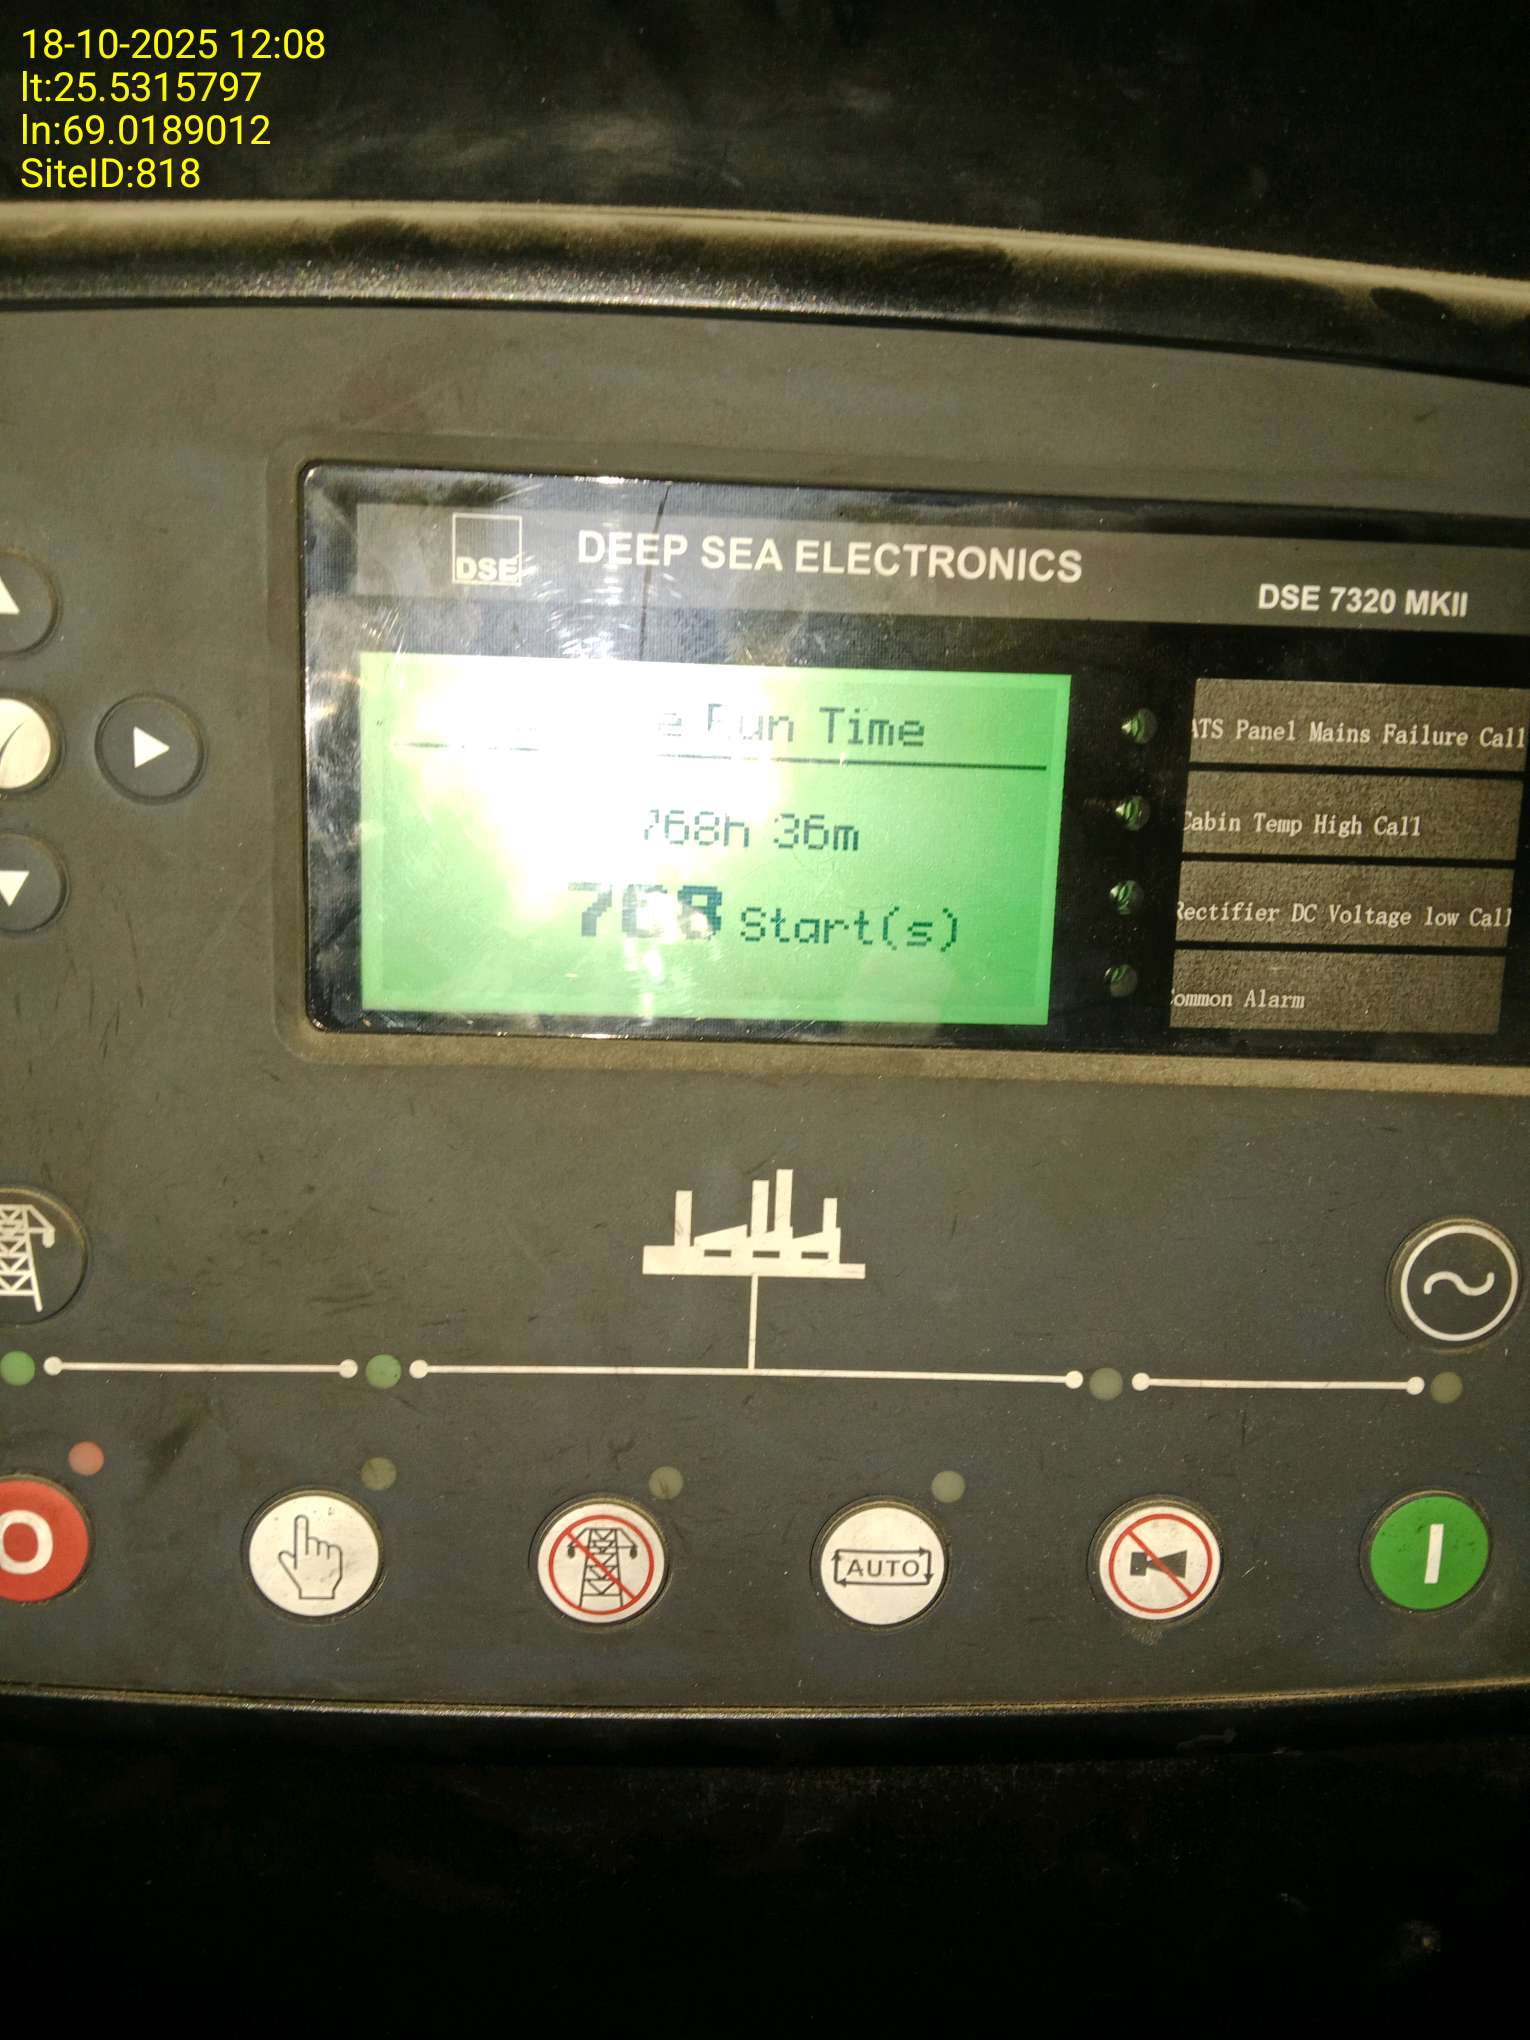 18-10-2025 12:08
lt:25.5315797
ln:69.0189012
SiteID:818
DSE
DEEP SEA ELECTRONICS
DSE 7320 MKII
Run Time
768h 36m
Start(s)
ATS Panel Mains Failure Call
Cabin Temp High Call
Rectifier DC Voltage low Call
Common Alarm
AUTO